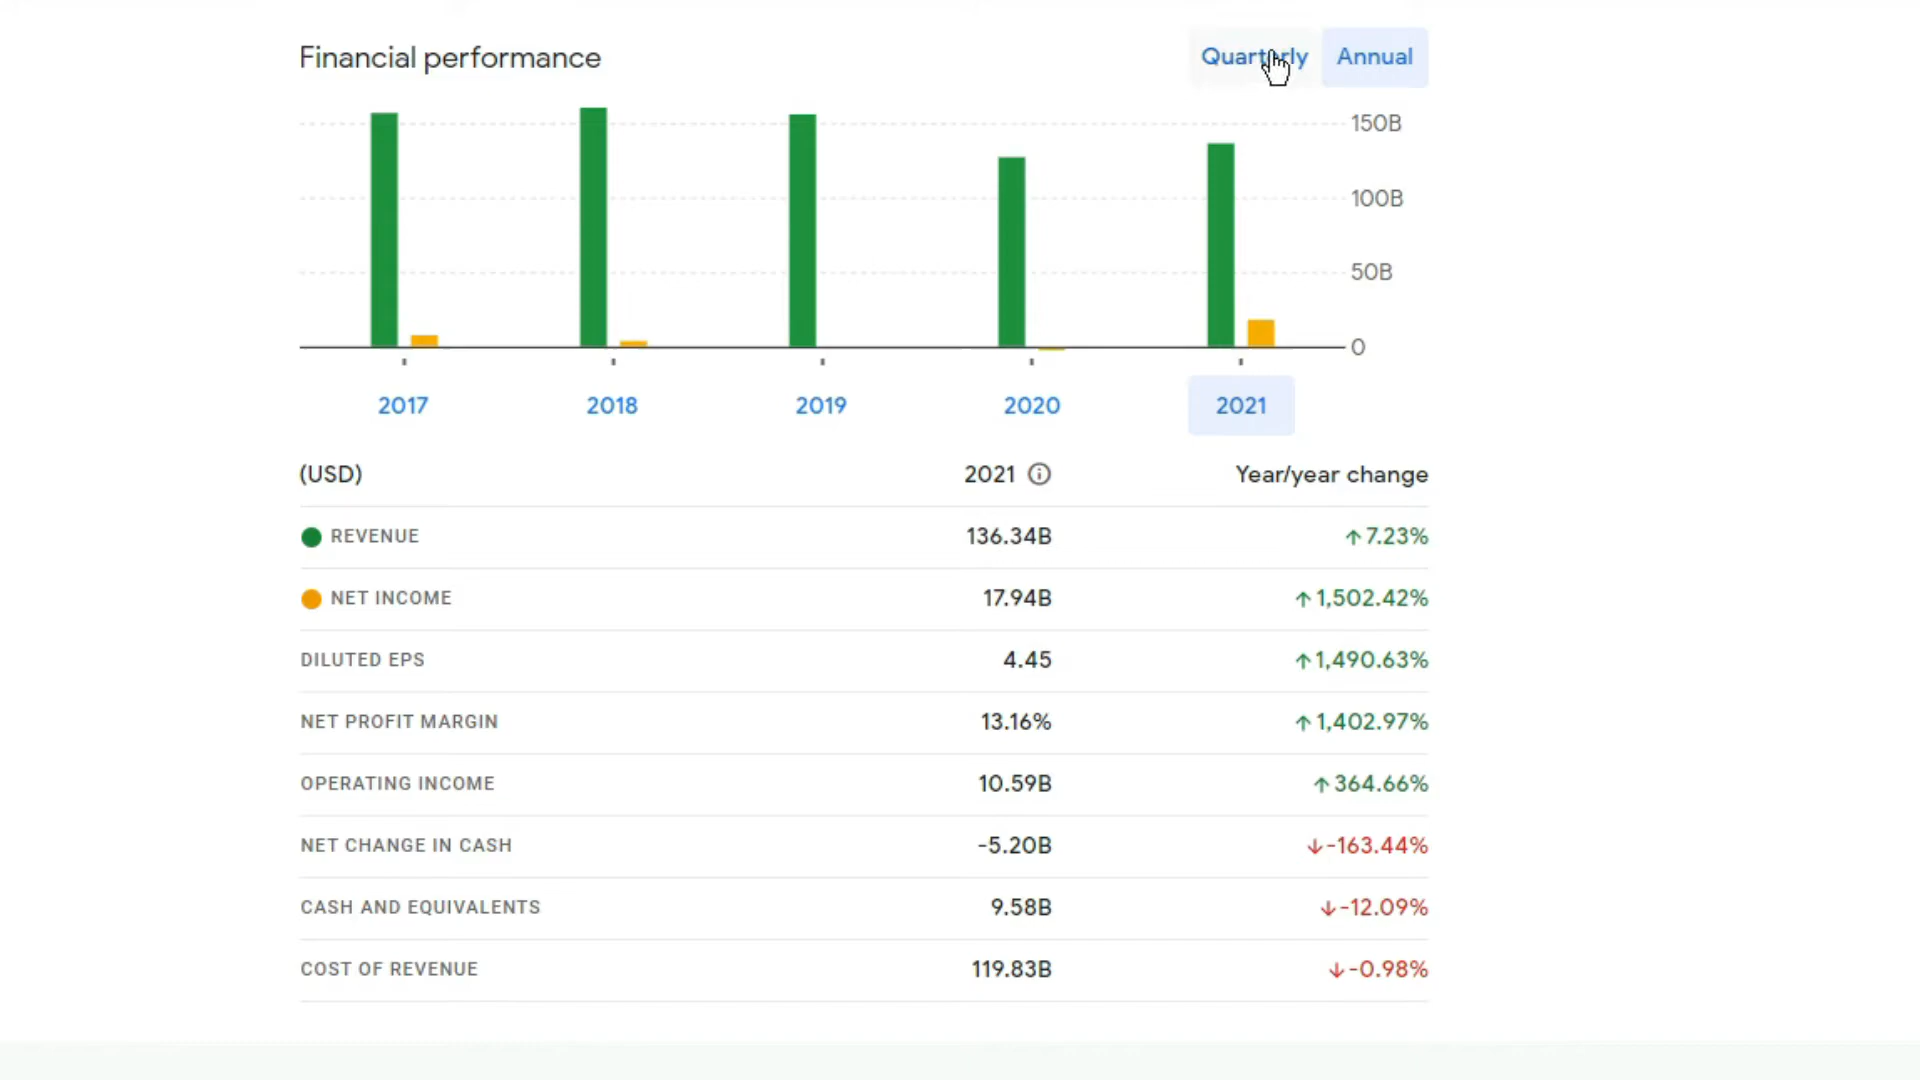 Financial performance
Quarterly Annual
150B
100B
50B
0
2017 2018 2019 2020 2021
(USD) 2021 Year/year change
REVENUE 136.34B ↑7.23%
NET INCOME 17.94B ↑1,502.42%
DILUTED EPS 4.45 ↑1,490.63%
NET PROFIT MARGIN 13.16% ↑1,402.97%
OPERATING INCOME 10.59B ↑364.66%
NET CHANGE IN CASH -5.20B ↓-163.44%
CASH AND EQUIVALENTS 9.58B ↓-12.09%
COST OF REVENUE 119.83B ↓-0.98%